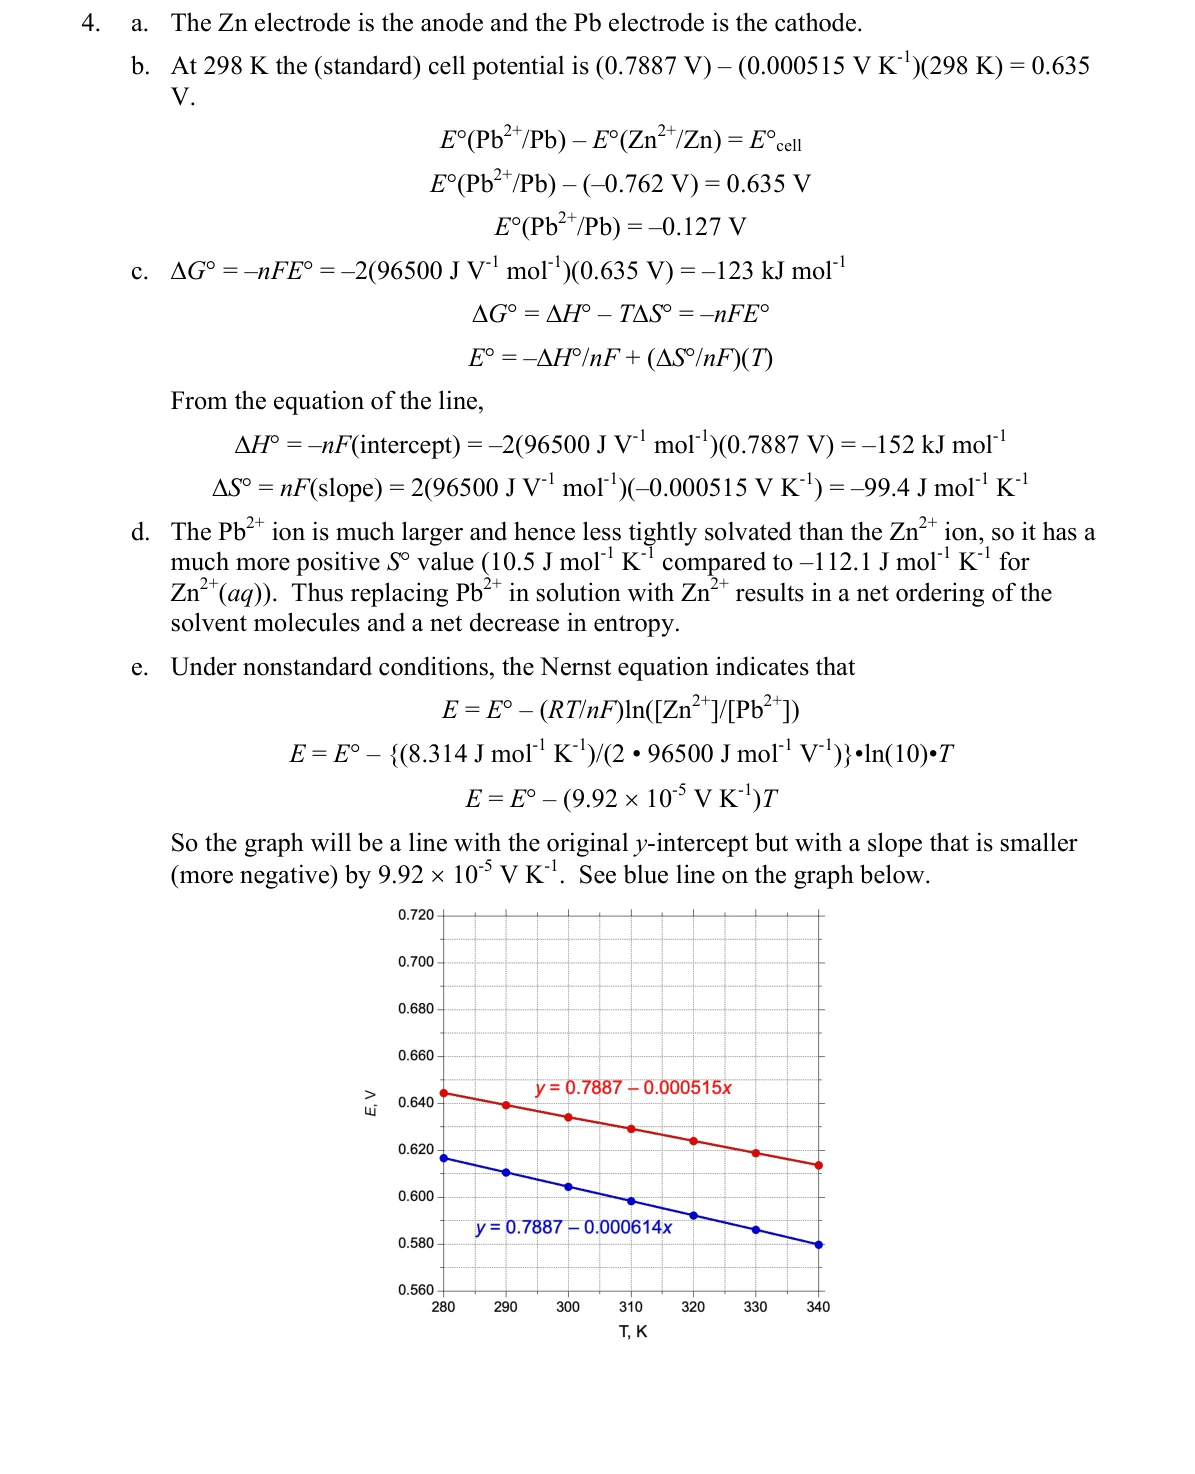 4. a. The Zn electrode is the anode and the Pb electrode is the cathode.
b. At 298 K the (standard) cell potential is (0.7887 V) – (0.000515 V K⁻¹)(298 K) = 0.635
V.
E°(Pb²⁺/Pb) – E°(Zn²⁺/Zn) = E°cell
E°(Pb²⁺/Pb) – (–0.762 V) = 0.635 V
E°(Pb²⁺/Pb) = –0.127 V
c. ΔG° = –nFE° = –2(96500 J V⁻¹ mol⁻¹)(0.635 V) = –123 kJ mol⁻¹
ΔG° = ΔH° – TΔS° = –nFE°
E° = –ΔH°/nF + (ΔS°/nF)(T)
From the equation of the line,
ΔH° = –nF(intercept) = –2(96500 J V⁻¹ mol⁻¹)(0.7887 V) = –152 kJ mol⁻¹
ΔS° = nF(slope) = 2(96500 J V⁻¹ mol⁻¹)(–0.000515 V K⁻¹) = –99.4 J mol⁻¹ K⁻¹
d. The Pb²⁺ ion is much larger and hence less tightly solvated than the Zn²⁺ ion, so it has a
much more positive S° value (10.5 J mol⁻¹ K⁻¹ compared to –112.1 J mol⁻¹ K⁻¹ for
Zn²⁺(aq)). Thus replacing Pb²⁺ in solution with Zn²⁺ results in a net ordering of the
solvent molecules and a net decrease in entropy.
e. Under nonstandard conditions, the Nernst equation indicates that
E = E° – (RT/nF)ln([Zn²⁺]/[Pb²⁺])
E = E° – {(8.314 J mol⁻¹ K⁻¹)/(2 • 96500 J mol⁻¹ V⁻¹)}•ln(10)•T
E = E° – (9.92 × 10⁻⁵ V K⁻¹)T
So the graph will be a line with the original y-intercept but with a slope that is smaller
(more negative) by 9.92 × 10⁻⁵ V K⁻¹. See blue line on the graph below.
0.720
0.700
0.680
0.660
y = 0.7887 – 0.000515x
E, V
0.640
0.620
0.600
y = 0.7887 – 0.000614x
0.580
0.560
280 290 300 310 320 330 340
T, K